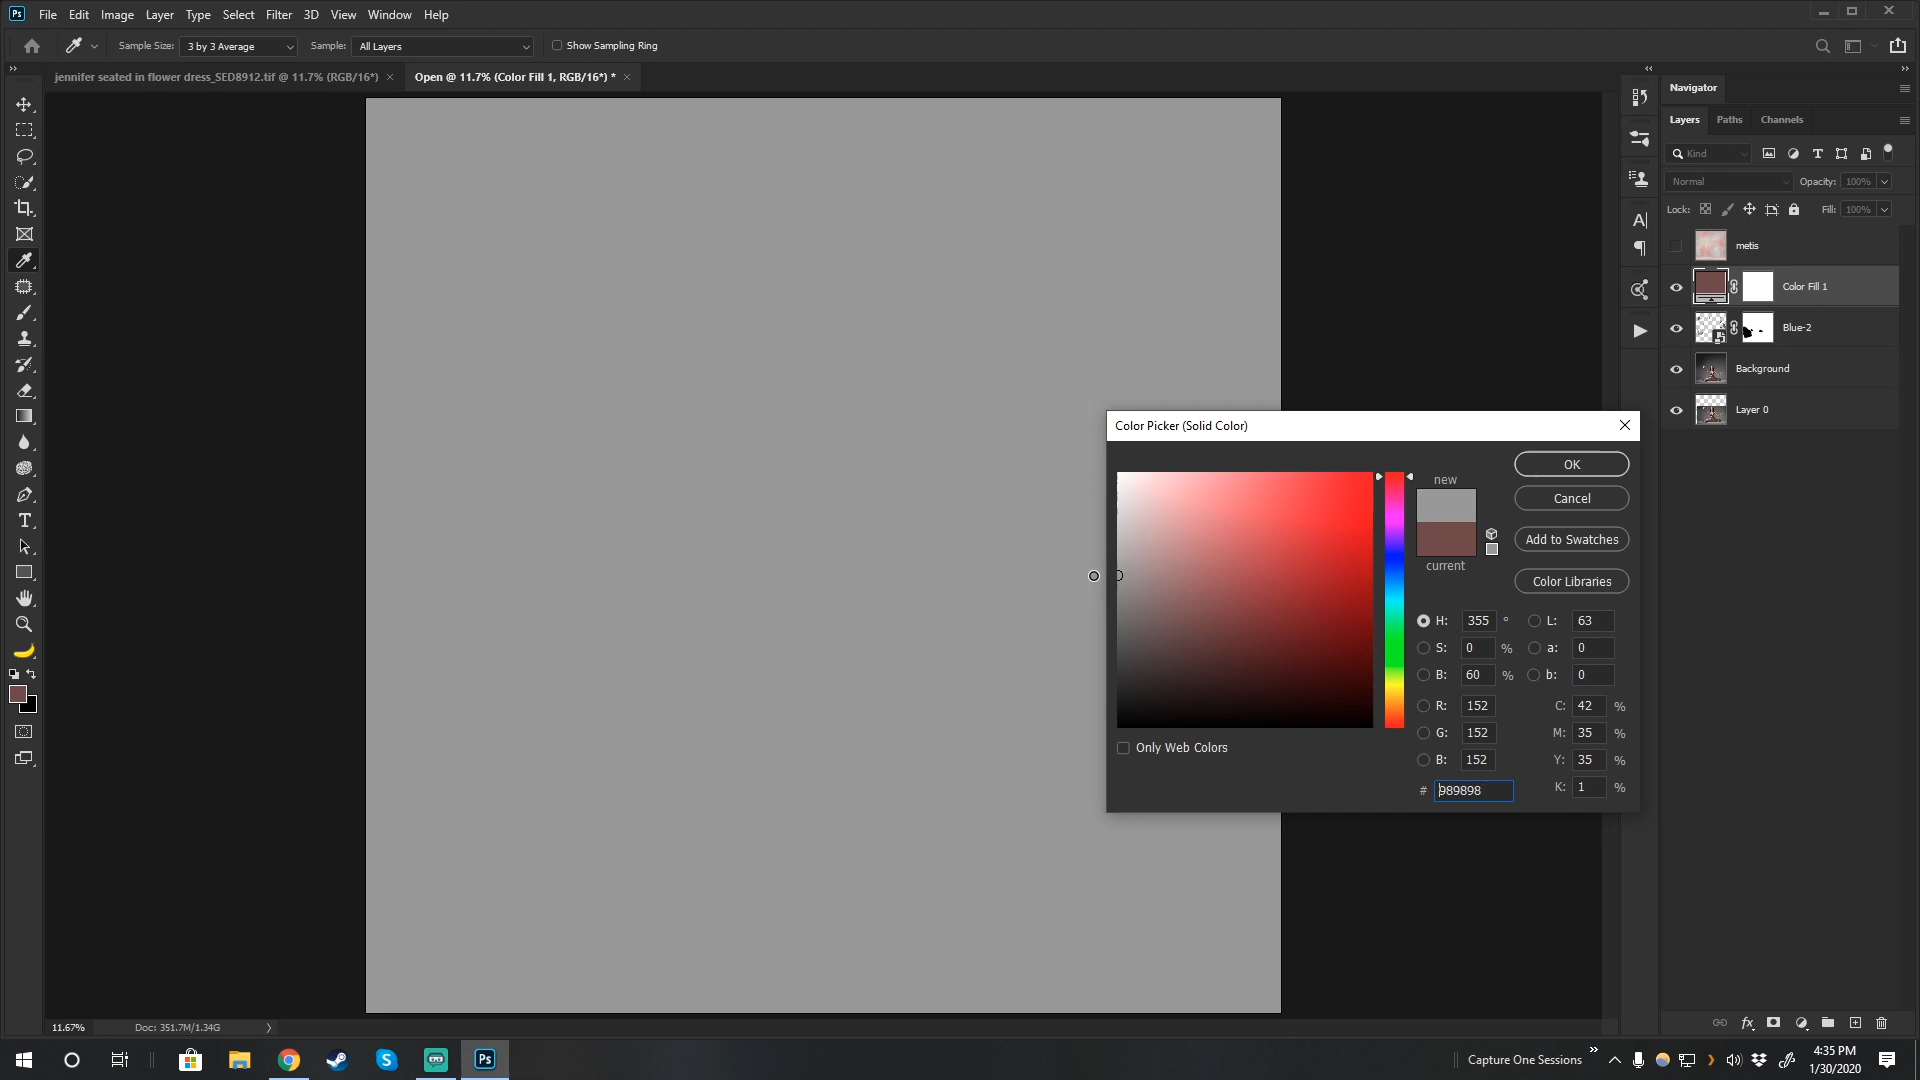 Ps File Edit Image Layer Type Select Filter 3D View Window Help
Sample Size: 3 by 3 Average Sample: All Layers Show Sampling Ring
jennifer seated in flower dress_SED8912.tif @ 11.7% (RGB/16*) × Open @ 11.7% (Color Fill 1, RGB/16*) * ×
Navigator
Layers Paths Channels
Kind
Normal Opacity: 100%
Lock: Fill: 100%
metis
Color Fill 1
Blue-2
Background
Layer 0
Color Picker (Solid Color)
new
current
OK
Cancel
Add to Swatches
Color Libraries
H: 355 ° L: 63
S: 0 % a: 0
B: 60 % b: 0
R: 152 C: 42 %
G: 152 M: 35 %
B: 152 Y: 35 %
# 989898 K: 1 %
Only Web Colors
11.67% Doc: 351.7M/1.34G
fx
Ps
Capture One Sessions
4:35 PM
1/30/2020